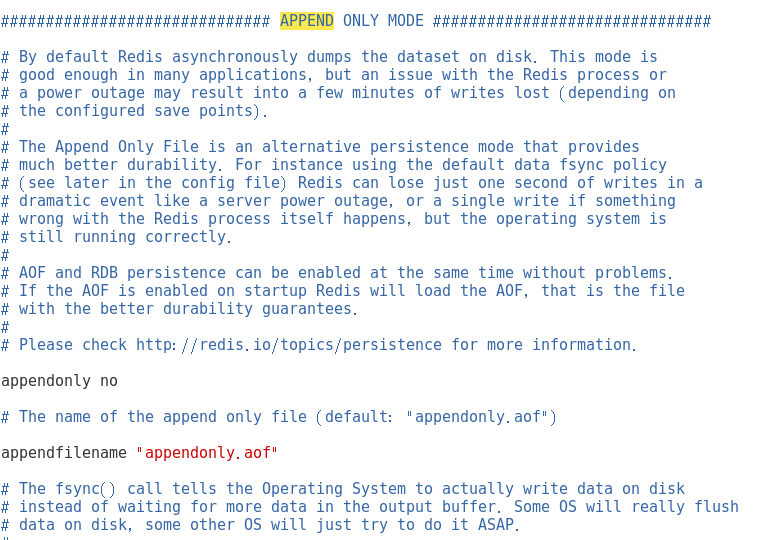 ############################## APPEND ONLY MODE ###############################
# By default Redis asynchronously dumps the dataset on disk. This mode is
# good enough in many applications, but an issue with the Redis process or
# a power outage may result into a few minutes of writes lost (depending on
# the configured save points).
#
# The Append Only File is an alternative persistence mode that provides
# much better durability. For instance using the default data fsync policy
# (see later in the config file) Redis can lose just one second of writes in a
# dramatic event like a server power outage, or a single write if something
# wrong with the Redis process itself happens, but the operating system is
# still running correctly.
#
# AOF and RDB persistence can be enabled at the same time without problems.
# If the AOF is enabled on startup Redis will load the AOF, that is the file
# with the better durability guarantees.
#
# Please check http://redis.io/topics/persistence for more information.
appendonly no
# The name of the append only file (default: "appendonly.aof")
appendfilename "appendonly.aof"
# The fsync() call tells the Operating System to actually write data on disk
# instead of waiting for more data in the output buffer. Some OS will really flush
# data on disk, some other OS will just try to do it ASAP.
#